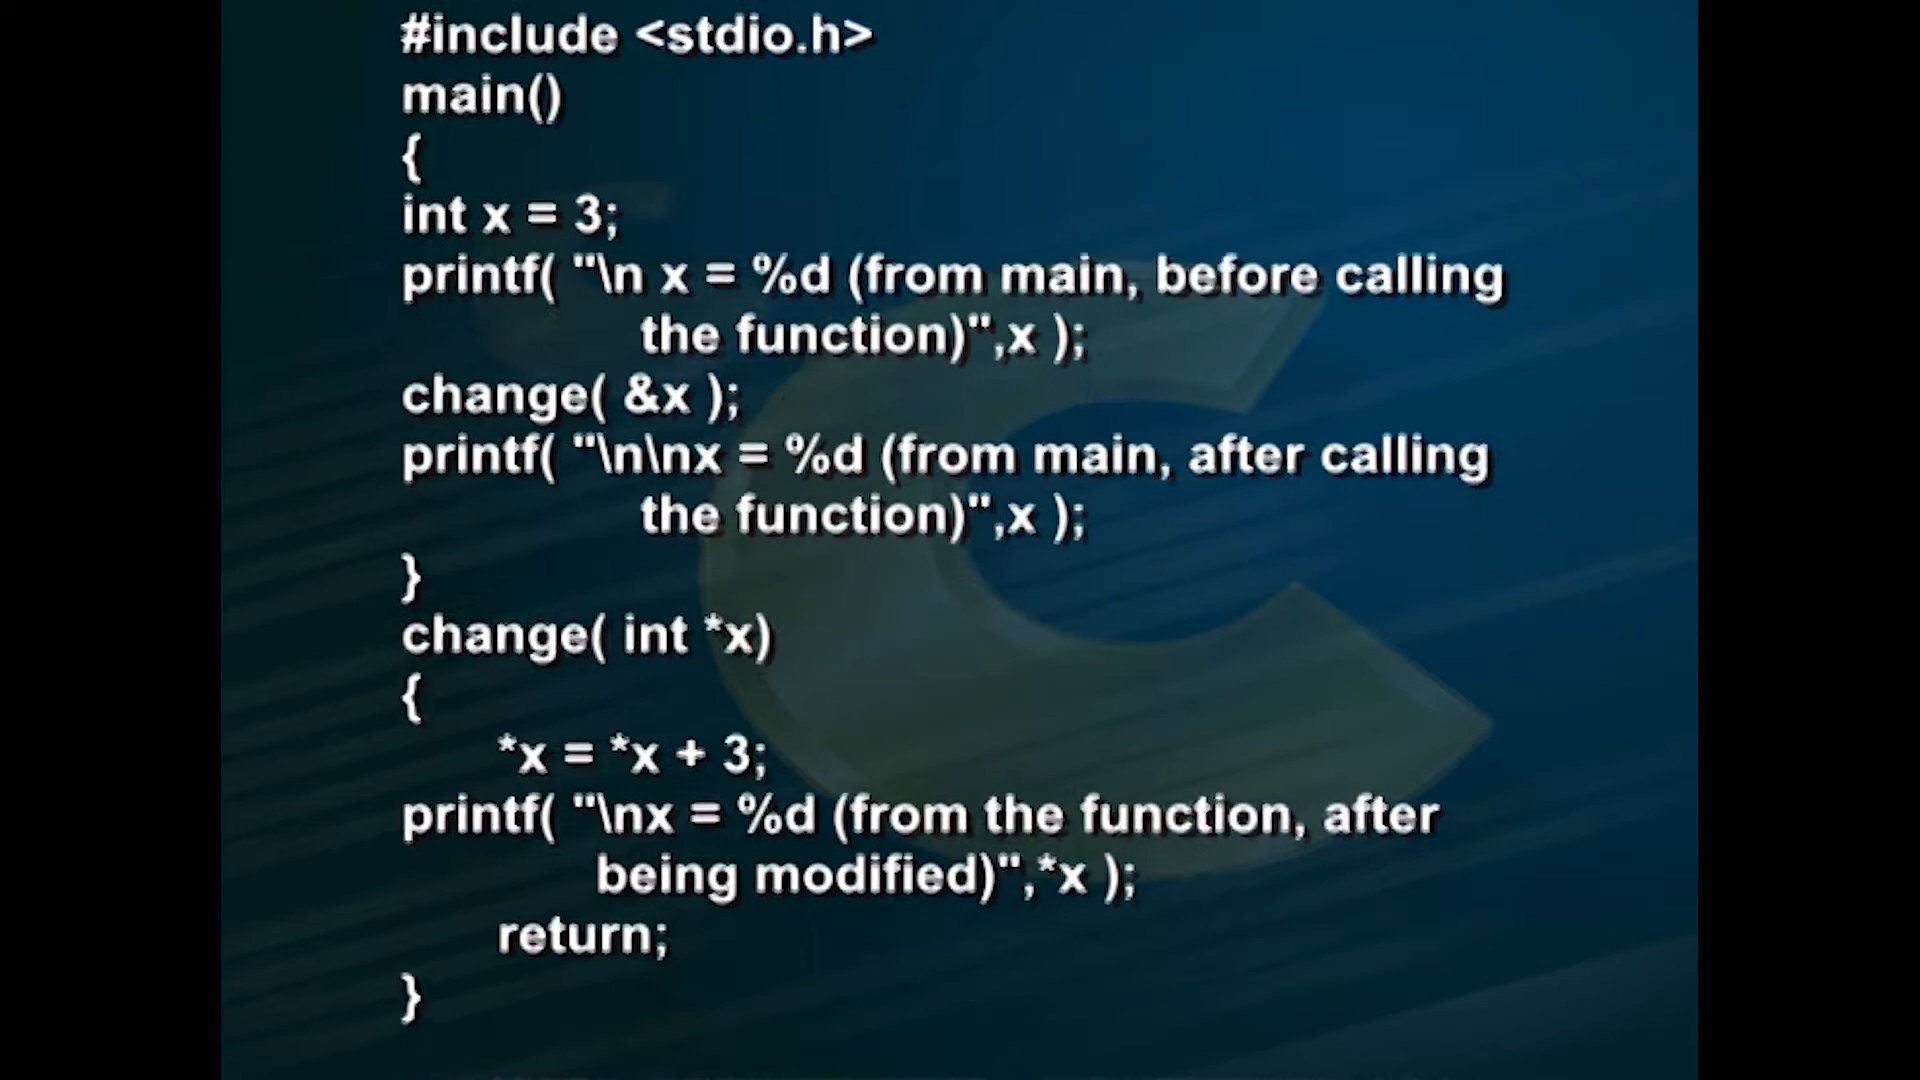 #include <stdio.h>
main()
{
int x = 3;
printf( "\n x = %d (from main, before calling
the function)",x );
change( &x );
printf( "\n\nx = %d (from main, after calling
the function)",x );
}
change( int *x)
{
*x = *x + 3;
printf( "\nx = %d (from the function, after
being modified)",*x );
return;
}